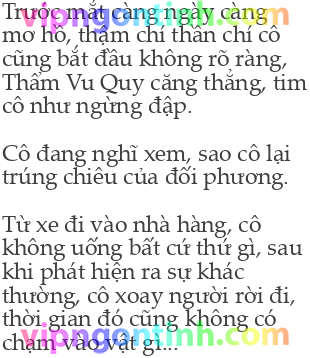 Trước mắt càng ngày càng
mơ hồ, thậm chí thần chí cô
cũng bắt đầu không rõ ràng,
Thẩm Vu Quy căng thẳng, tim
cô như ngừng đập.
Cô đang nghĩ xem, sao cô lại
trúng chiêu của đối phương.
Từ xe đi vào nhà hàng, cô
không uống bất cứ thứ gì, sau
khi phát hiện ra sự khác
thường, cô xoay người rời đi,
thời gian đó cũng không có
chạm vào vật gì...
vipngontinh.com
vipngontinh.com
vipngontinh.com